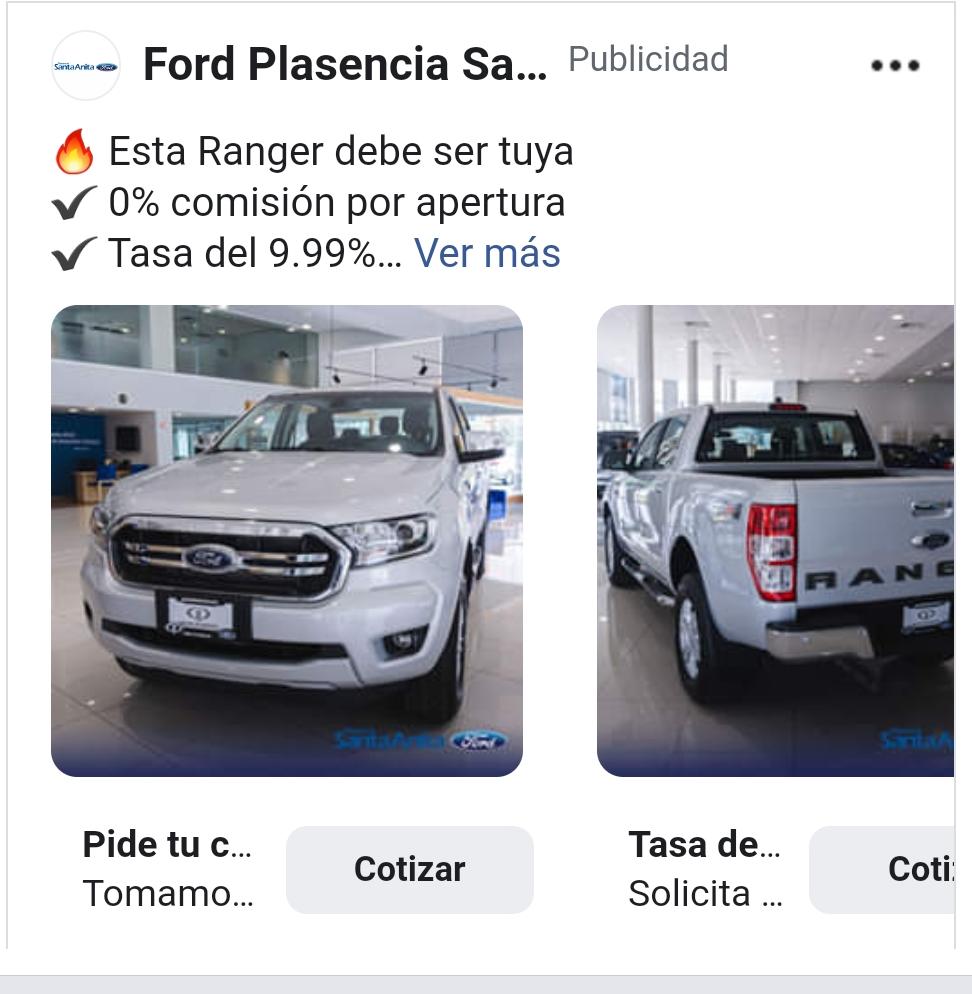 SantaAnita Ford
Ford Plasencia Sa...
Publicidad
🔥 Esta Ranger debe ser tuya
✔ 0% comisión por apertura
✔ Tasa del 9.99%... Ver más
Ford
RANG
SantaAnita Ford
SantaA
Pide tu c...
Tomamo...
Cotizar
Tasa de...
Solicita ...
Coti